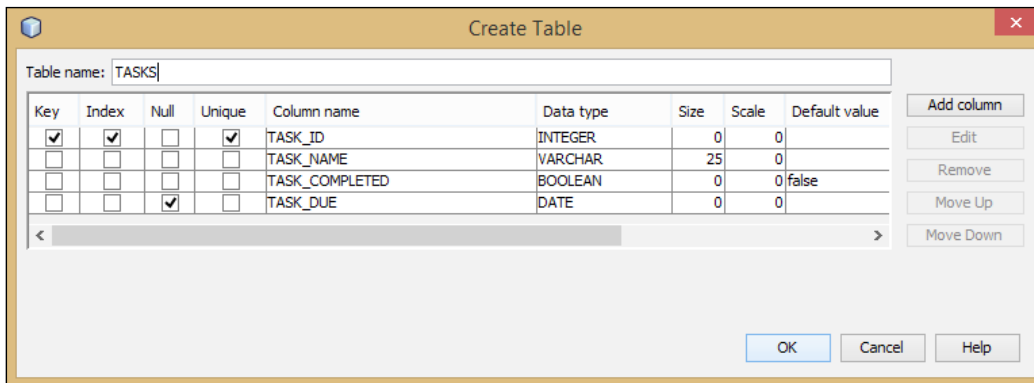 Create Table
Table name: TASKS
Key Index Null Unique Column name Data type Size Scale Default value
TASK_ID INTEGER 0 0
TASK_NAME VARCHAR 25 0
TASK_COMPLETED BOOLEAN 0 0 false
TASK_DUE DATE 0 0
Add column
Edit
Remove
Move Up
Move Down
OK Cancel Help